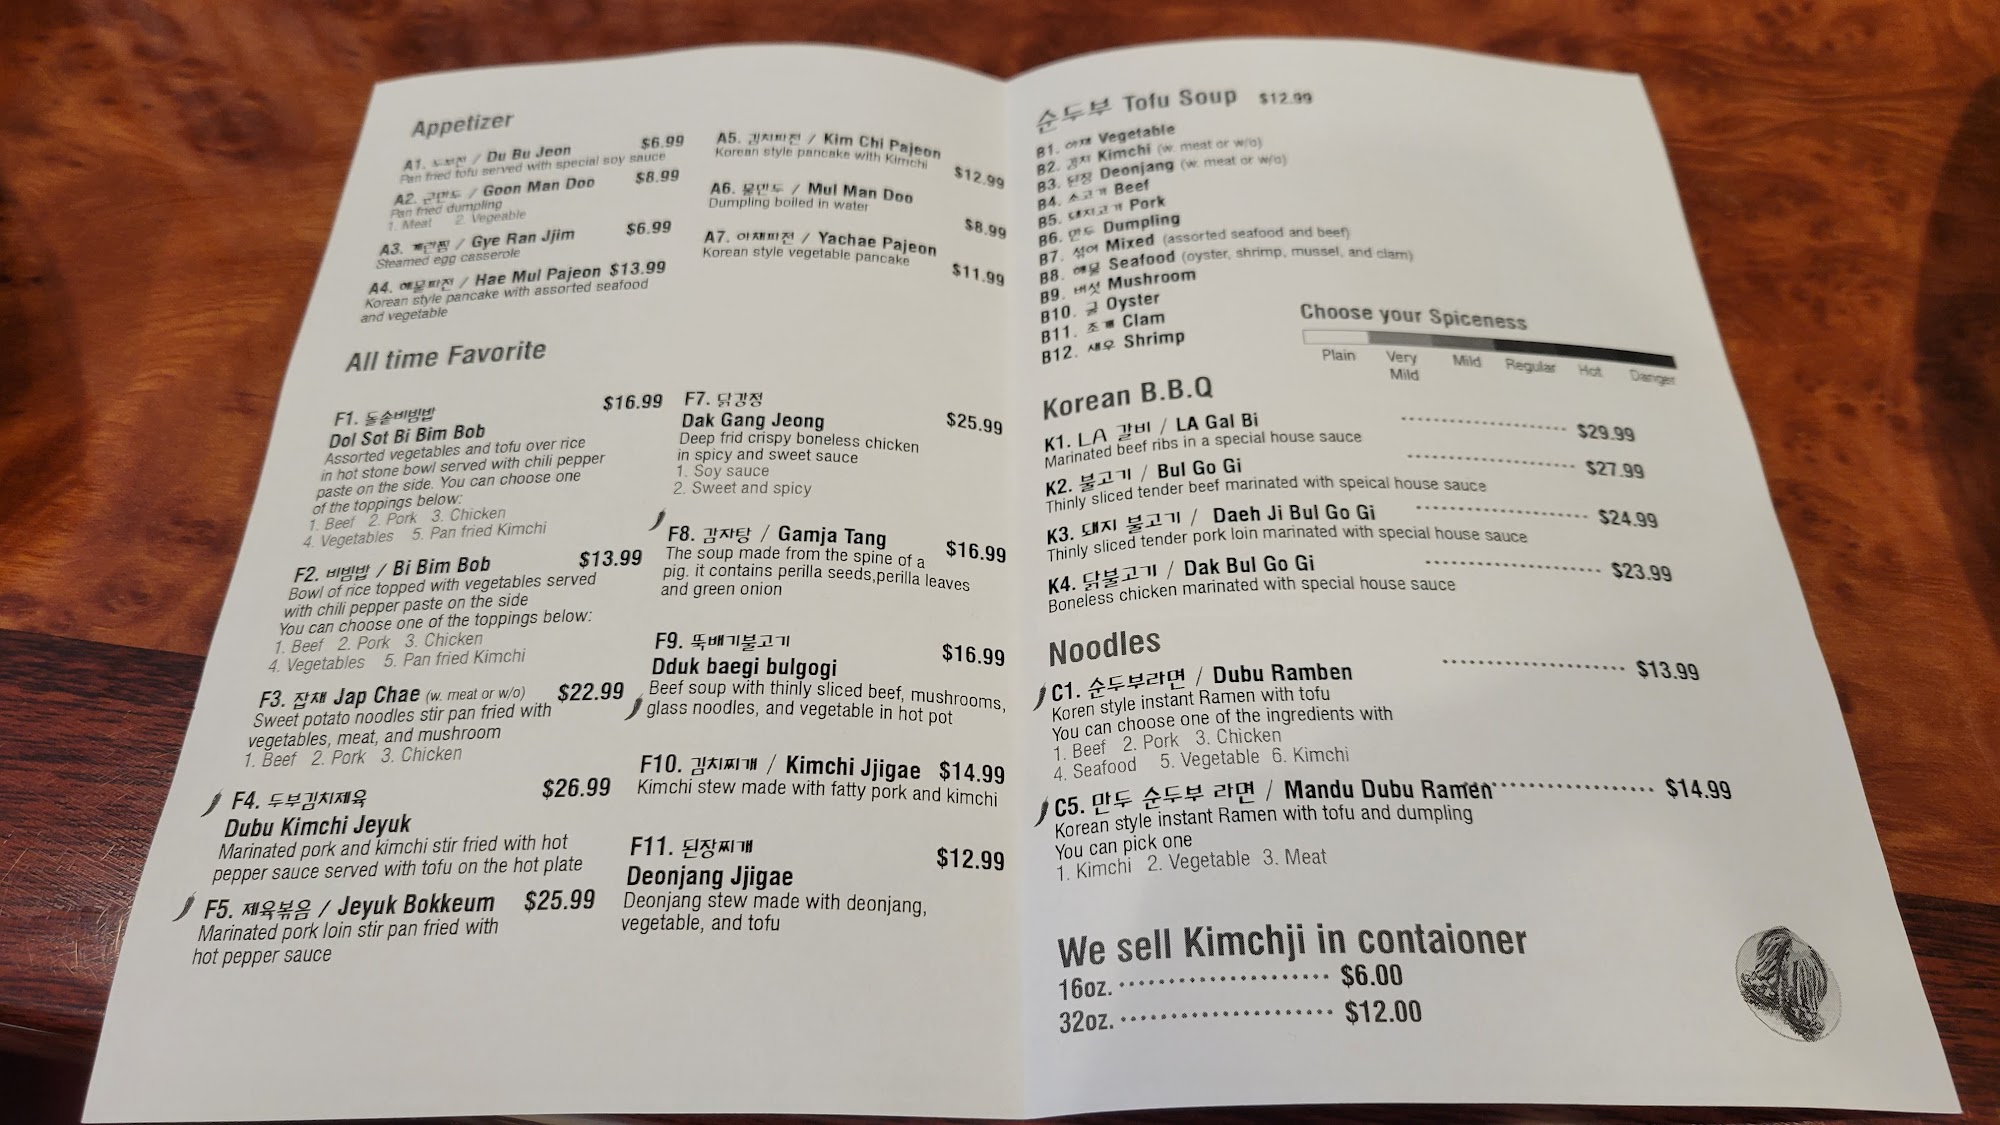 Appetizer
A1. 두부전 / Du Bu Jeon $6.99
Pan fried tofu served with special soy sauce
A2. 군만두 / Goon Man Doo $8.99
Pan fried dumpling
1. Meat 2. Vegeable
A3. 계란찜 / Gye Ran Jjim $6.99
Steamed egg casserole
A4. 해물파전 / Hae Mul Pajeon $13.99
Korean style pancake with assorted seafood
and vegetable
A5. 김치파전 / Kim Chi Pajeon
Korean style pancake with Kimchi
$12.99
A6. 물만두 / Mul Man Doo
Dumpling boiled in water
$8.99
A7. 야채파전 / Yachae Pajeon
Korean style vegetable pancake
$11.99
All time Favorite
F1. 돌솥비빔밥 $16.99
Dol Sot Bi Bim Bob
Assorted vegetables and tofu over rice
in hot stone bowl served with chili pepper
paste on the side. You can choose one
of the toppings below:
1. Beef 2. Pork 3. Chicken
4. Vegetables 5. Pan fried Kimchi
F2. 비빔밥 / Bi Bim Bob $13.99
Bowl of rice topped with vegetables served
with chili pepper paste on the side
You can choose one of the toppings below:
1. Beef 2. Pork 3. Chicken
4. Vegetables 5. Pan fried Kimchi
F3. 잡채 Jap Chae (w. meat or w/o) $22.99
Sweet potato noodles stir pan fried with
vegetables, meat, and mushroom
1. Beef 2. Pork 3. Chicken
F4. 두부김치제육 $26.99
Dubu Kimchi Jeyuk
Marinated pork and kimchi stir fried with hot
pepper sauce served with tofu on the hot plate
F5. 제육볶음 / Jeyuk Bokkeum $25.99
Marinated pork loin stir pan fried with
hot pepper sauce
F7. 닭강정
Dak Gang Jeong $25.99
Deep frid crispy boneless chicken
in spicy and sweet sauce
1. Soy sauce
2. Sweet and spicy
F8. 감자탕 / Gamja Tang $16.99
The soup made from the spine of a
pig. it contains perilla seeds,perilla leaves
and green onion
F9. 뚝배기불고기 $16.99
Dduk baegi bulgogi
Beef soup with thinly sliced beef, mushrooms,
glass noodles, and vegetable in hot pot
F10. 김치찌개 / Kimchi Jjigae $14.99
Kimchi stew made with fatty pork and kimchi
F11. 된장찌개 $12.99
Deonjang Jjigae
Deonjang stew made with deonjang,
vegetable, and tofu
순두부 Tofu Soup $12.99
B1. 야채 Vegetable
B2. 김치 Kimchi (w. meat or w/o)
B3. 된장 Deonjang (w. meat or w/o)
B4. 소고기 Beef
B5. 돼지고기 Pork
B6. 만두 Dumpling
B7. 섞어 Mixed (assorted seafood and beef)
B8. 해물 Seafood (oyster, shrimp, mussel, and clam)
B9. 버섯 Mushroom
B10. 굴 Oyster
B11. 조개 Clam
B12. 새우 Shrimp
Choose your Spiceness
Plain Very Mild Mild Regular Hot Danger
Korean B.B.Q
K1. LA 갈비 / LA Gal Bi $29.99
Marinated beef ribs in a special house sauce
K2. 불고기 / Bul Go Gi $27.99
Thinly sliced tender beef marinated with speical house sauce
K3. 돼지 불고기 / Daeh Ji Bul Go Gi $24.99
Thinly sliced tender pork loin marinated with special house sauce
K4. 닭불고기 / Dak Bul Go Gi $23.99
Boneless chicken marinated with special house sauce
Noodles
C1. 순두부라면 / Dubu Ramben $13.99
Koren style instant Ramen with tofu
You can choose one of the ingredients with
1. Beef 2. Pork 3. Chicken
4. Seafood 5. Vegetable 6. Kimchi
C5. 만두 순두부 라면 / Mandu Dubu Ramen $14.99
Korean style instant Ramen with tofu and dumpling
You can pick one
1. Kimchi 2. Vegetable 3. Meat
We sell Kimchji in contaioner
16oz. $6.00
32oz. $12.00